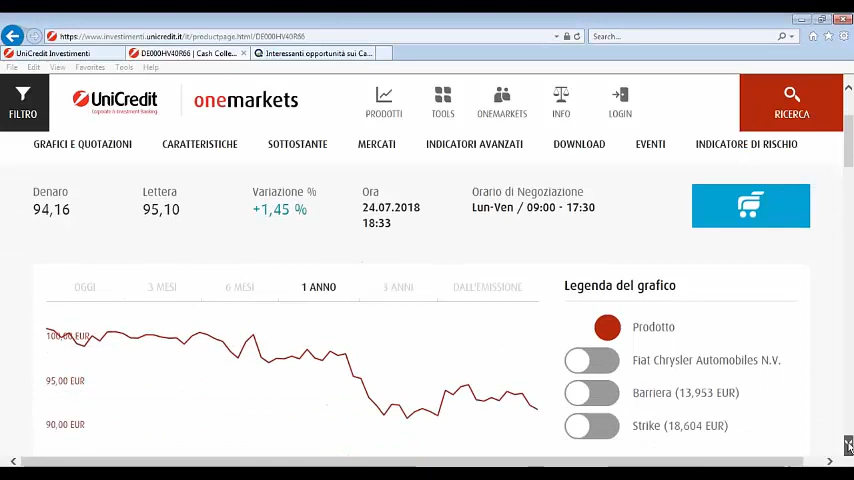 https://www.investimenti.unicredit.it/it/productpage.html/DE000HV40R66
Search...
UniCredit Investimenti
DE000HV40R66 | Cash Colle...
Interessanti opportunità sui Ca...
File Edit View Favorites Tools Help
FILTRO
UniCredit
Corporate & Investment Banking
onemarkets
PRODOTTI
TOOLS
ONEMARKETS
INFO
LOGIN
RICERCA
GRAFICI E QUOTAZIONI
CARATTERISTICHE
SOTTOSTANTE
MERCATI
INDICATORI AVANZATI
DOWNLOAD
EVENTI
INDICATORE DI RISCHIO
Denaro
94,16
Lettera
95,10
Variazione %
+1,45 %
Ora
24.07.2018
18:33
Orario di Negoziazione
Lun-Ven / 09:00 - 17:30
OGGI
3 MESI
6 MESI
1 ANNO
3 ANNI
DALL'EMISSIONE
100,00 EUR
95,00 EUR
90,00 EUR
Legenda del grafico
Prodotto
Fiat Chrysler Automobiles N.V.
Barriera (13,953 EUR)
Strike (18,604 EUR)